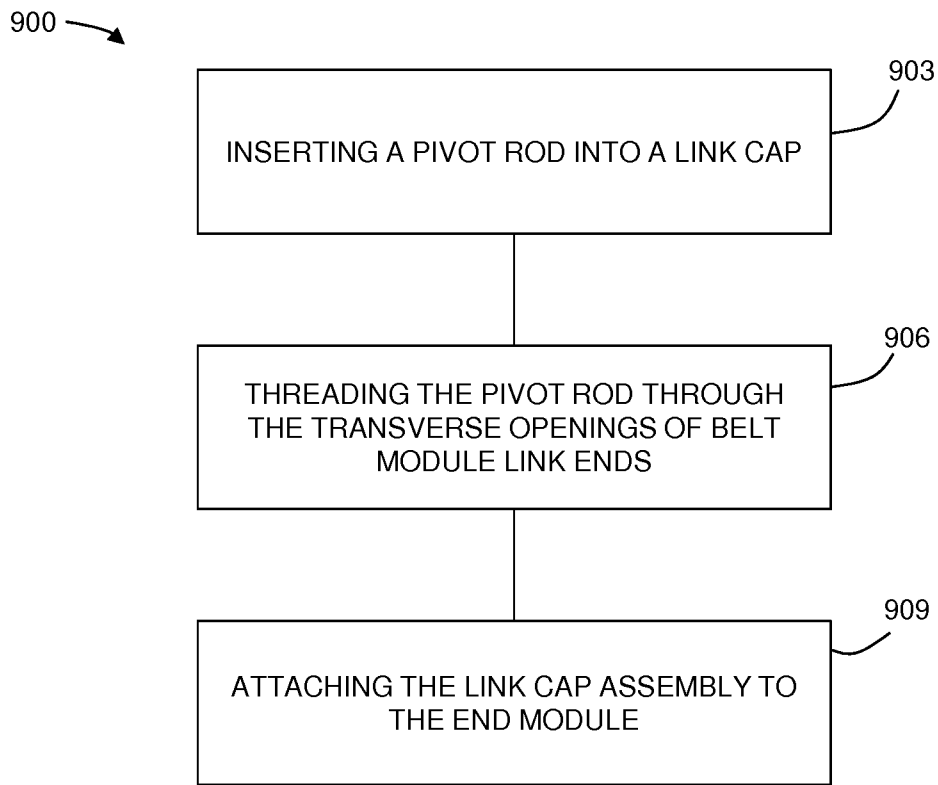 900
903
INSERTING A PIVOT ROD INTO A LINK CAP
906
THREADING THE PIVOT ROD THROUGH
THE TRANSVERSE OPENINGS OF BELT
MODULE LINK ENDS
909
ATTACHING THE LINK CAP ASSEMBLY TO
THE END MODULE